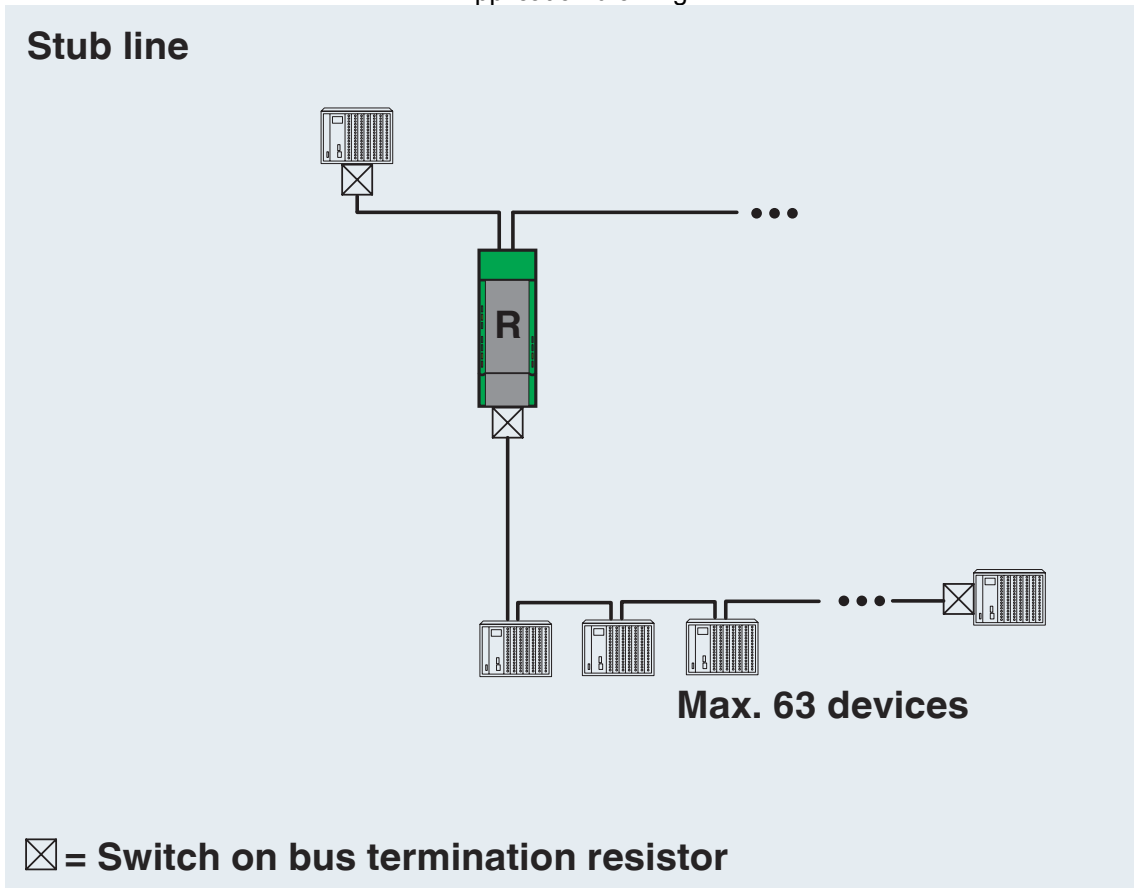 Stub line
R
Max. 63 devices
= Switch on bus termination resistor